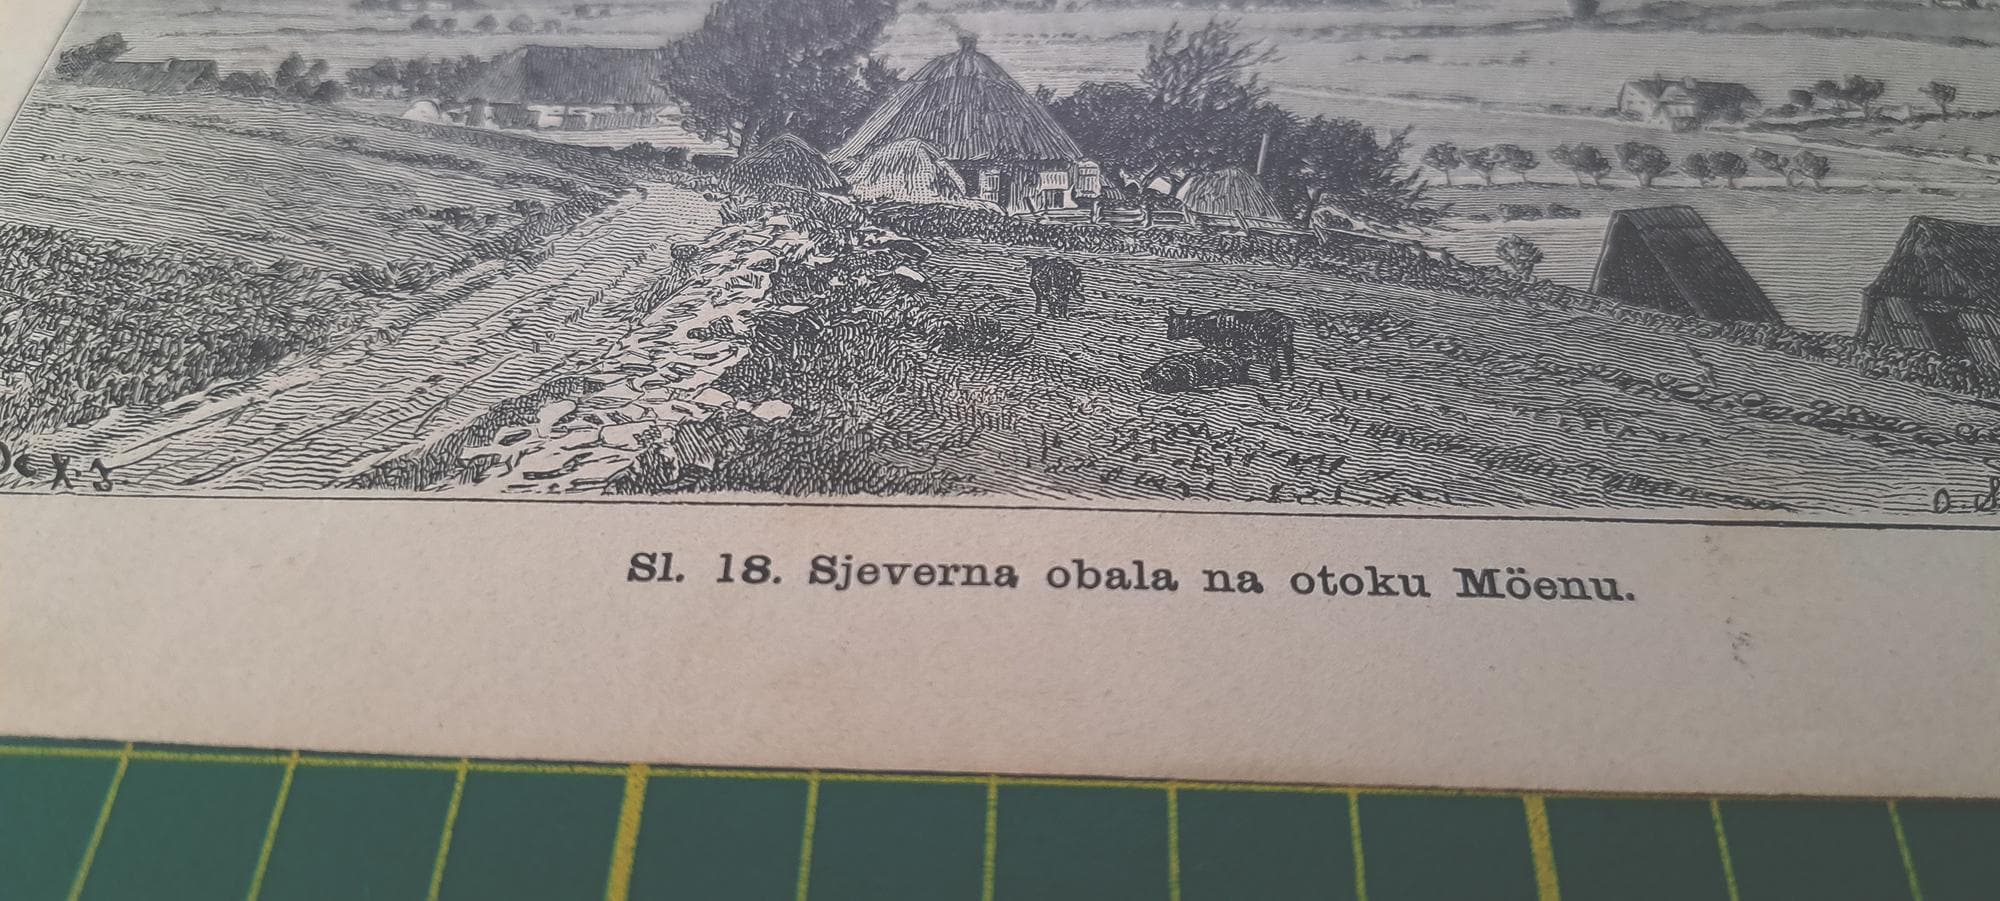 X. J.
O. S
Sl. 18. Sjeverna obala na otoku Möenu.